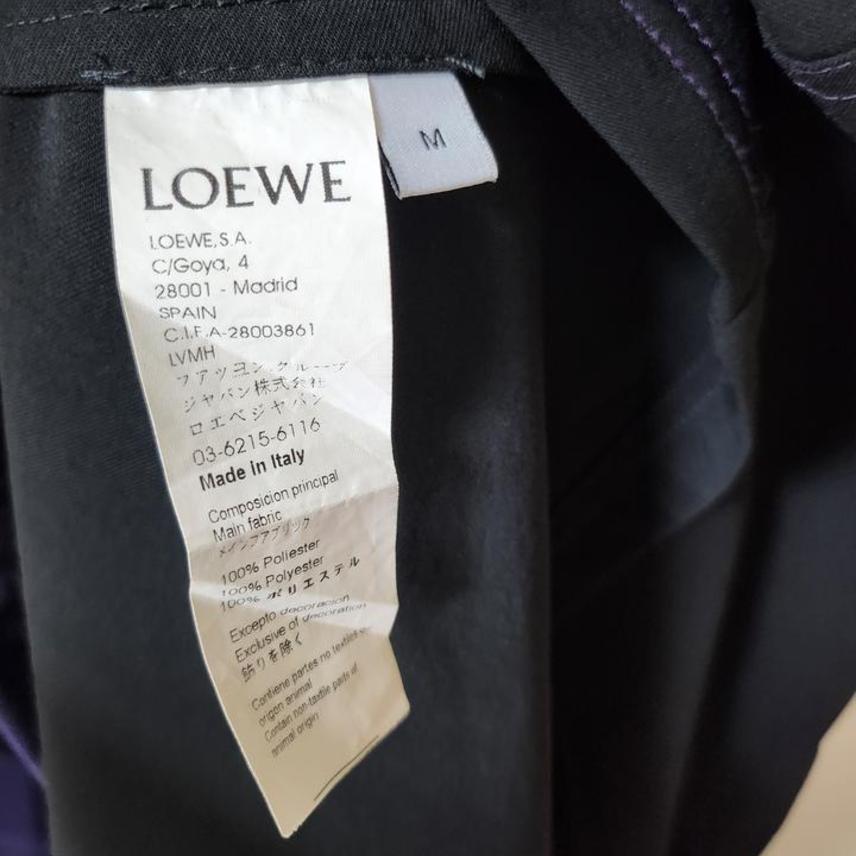 LOEWE
M
LOEWE,S.A.
C/Goya, 4
28001 - Madrid
SPAIN
C.I.F.A-28003861
LVMH
ファッション.グループ
ジャパン株式会社
ロエベジャパン
03-6215-6116
Made in Italy
Composicion principal
Main fabric
メインファブリック
100% Poliester
100% Polyester
100% ポリエステル
Excepto decoracion
Exclusive of decoration
飾りを除く
Contiene partes no textiles de
origen animal
Contain non-textile parts of
animal origin